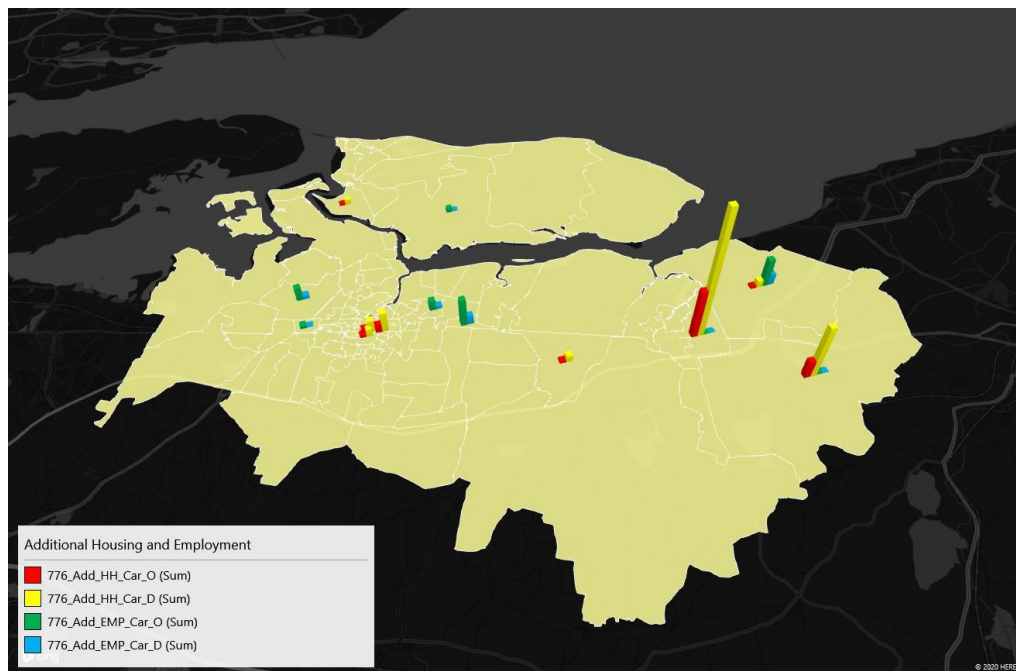 Additional Housing and Employment
776_Add_HH_Car_O (Sum)
776_Add_HH_Car_D (Sum)
776_Add_EMP_Car_O (Sum)
776_Add_EMP_Car_D (Sum)
© 2020 HERE